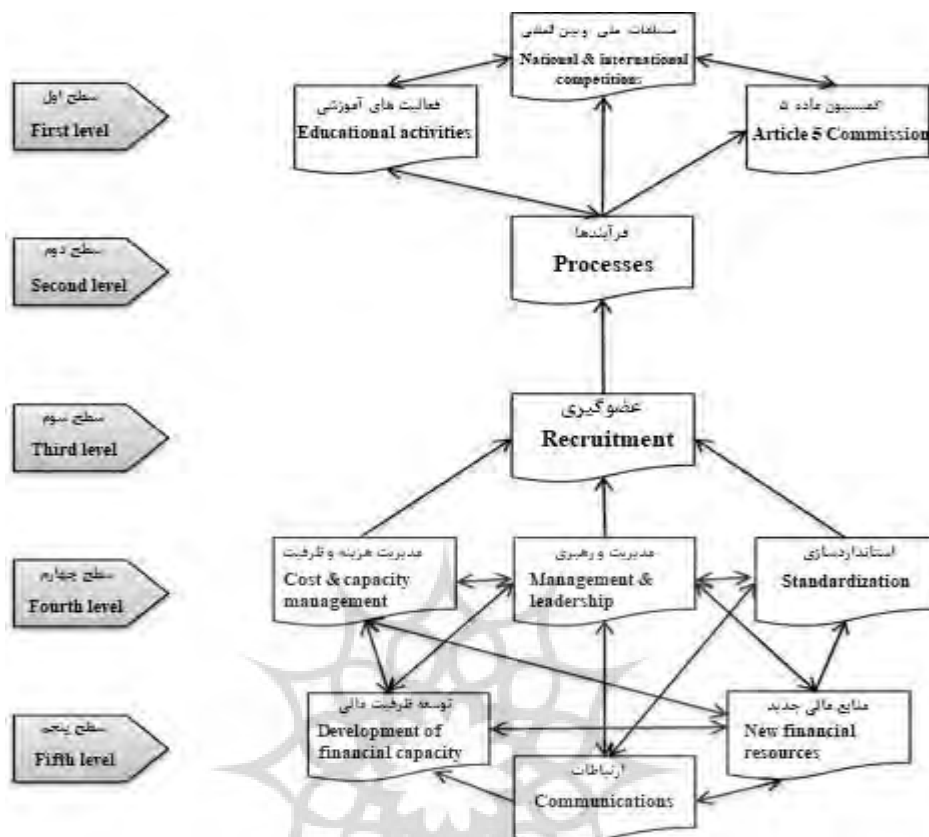 مسابقات ملی و بین المللی
National & international
competitions
سطح اول
First level
فعالیت های آموزشی
Educational activities
کمیسیون ماده ۵
Article 5 Commission
سطح دوم
Second level
فرآیندها
Processes
سطح سوم
Third level
عضوگیری
Recruitment
سطح چهارم
Fourth level
مدیریت هزینه و ظرفیت
Cost & capacity
management
مدیریت و رهبری
Management &
leadership
استانداردسازی
Standardization
سطح پنجم
Fifth level
توسعه ظرفیت مالی
Development of
financial capacity
منابع مالی جدید
New financial
resources
ارتباطات
Communications